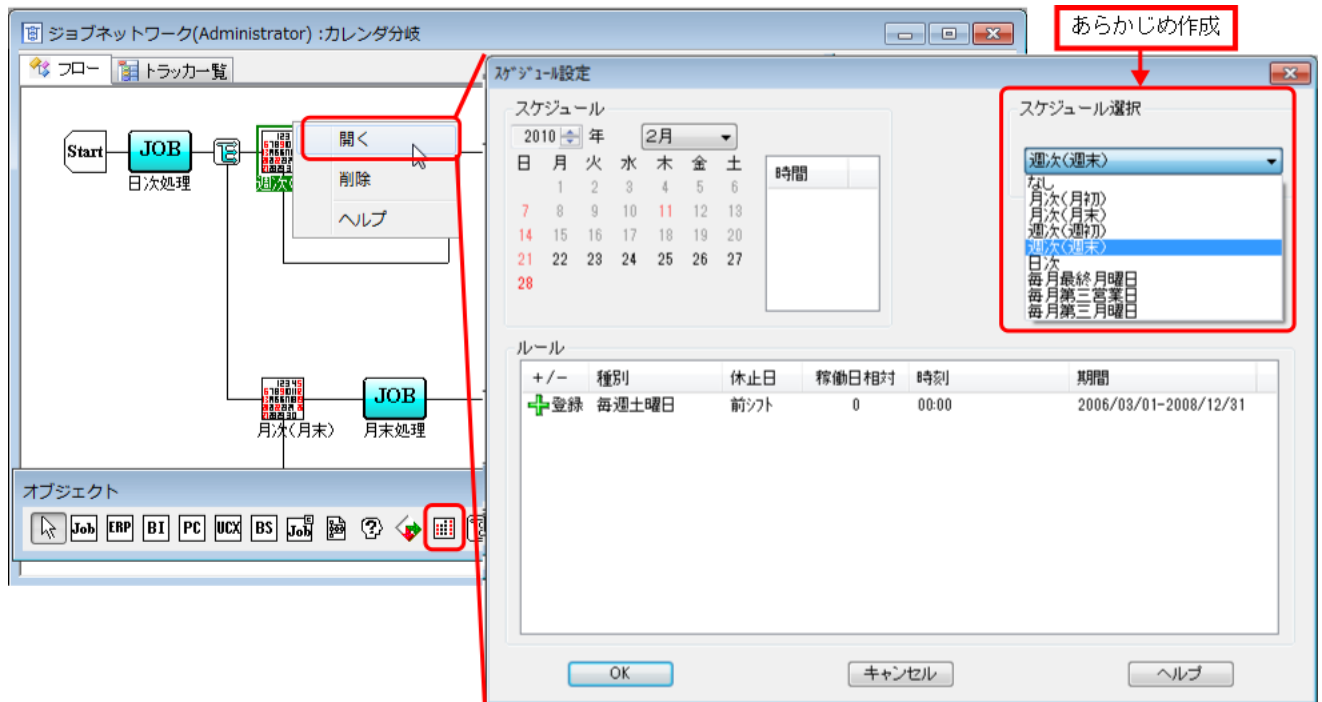 あらかじめ作成
ジョブネットワーク(Administrator) :カレンダ分岐
フロー トラッカ一覧
Start
JOB
日次処理
週次(
開く
削除
ヘルプ
月次(月末)
JOB
月末処理
オブジェクト
Job ERP BI PC UCX BS Job
スケジュール設定
スケジュール
2010 年 2月
日 月 火 水 木 金 土
1 2 3 4 5 6
7 8 9 10 11 12 13
14 15 16 17 18 19 20
21 22 23 24 25 26 27
28
時間
スケジュール選択
週次(週末)
なし
月次(月初)
月次(月末)
週次(週初)
週次(週末)
日次
毎月最終月曜日
毎月第三営業日
毎月第三月曜日
ルール
+/- 種別 休止日 稼働日相対 時刻 期間
登録 毎週土曜日 前シフト 0 00:00 2006/03/01-2008/12/31
OK キャンセル ヘルプ